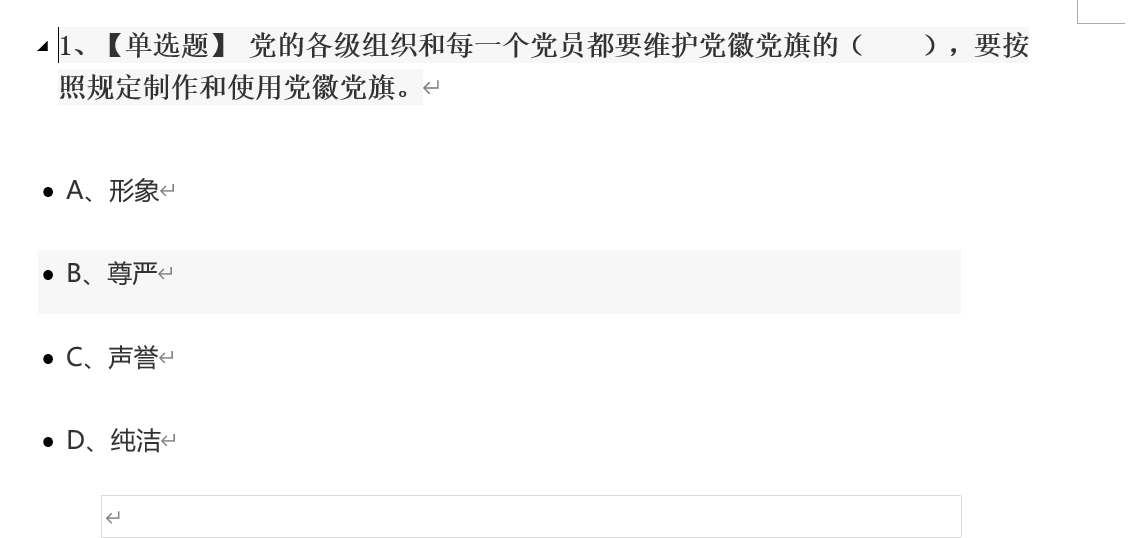 1、【单选题】 党的各级组织和每一个党员都要维护党徽党旗的（　　），要按
照规定制作和使用党徽党旗。
A、形象
B、尊严
C、声誉
D、纯洁